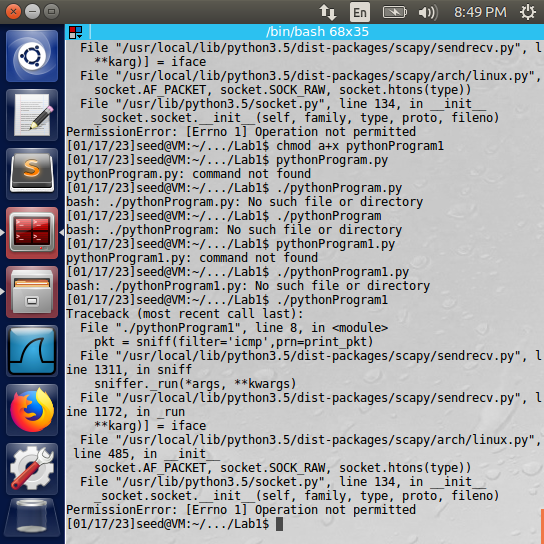 En
8:49 PM
/bin/bash 68x35
File "/usr/local/lib/python3.5/dist-packages/scapy/sendrecv.py", l
**karg)] = iface
File "/usr/local/lib/python3.5/dist-packages/scapy/arch/linux.py",
socket.AF_PACKET, socket.SOCK_RAW, socket.htons(type))
File "/usr/lib/python3.5/socket.py", line 134, in __init__
_socket.socket.__init__(self, family, type, proto, fileno)
PermissionError: [Errno 1] Operation not permitted
[01/17/23]seed@VM:~/.../Lab1$ chmod a+x pythonProgram1
[01/17/23]seed@VM:~/.../Lab1$ pythonProgram.py
pythonProgram.py: command not found
[01/17/23]seed@VM:~/.../Lab1$ ./pythonProgram.py
bash: ./pythonProgram.py: No such file or directory
[01/17/23]seed@VM:~/.../Lab1$ ./pythonProgram
bash: ./pythonProgram: No such file or directory
[01/17/23]seed@VM:~/.../Lab1$ pythonProgram1.py
pythonProgram1.py: command not found
[01/17/23]seed@VM:~/.../Lab1$ ./pythonProgram1.py
bash: ./pythonProgram1.py: No such file or directory
[01/17/23]seed@VM:~/.../Lab1$ ./pythonProgram1
Traceback (most recent call last):
File "./pythonProgram1", line 8, in <module>
pkt = sniff(filter='icmp',prn=print_pkt)
File "/usr/local/lib/python3.5/dist-packages/scapy/sendrecv.py", l
ine 1311, in sniff
sniffer._run(*args, **kwargs)
File "/usr/local/lib/python3.5/dist-packages/scapy/sendrecv.py", l
ine 1172, in _run
**karg)] = iface
File "/usr/local/lib/python3.5/dist-packages/scapy/arch/linux.py",
line 485, in __init__
socket.AF_PACKET, socket.SOCK_RAW, socket.htons(type))
File "/usr/lib/python3.5/socket.py", line 134, in __init__
_socket.socket.__init__(self, family, type, proto, fileno)
PermissionError: [Errno 1] Operation not permitted
[01/17/23]seed@VM:~/.../Lab1$